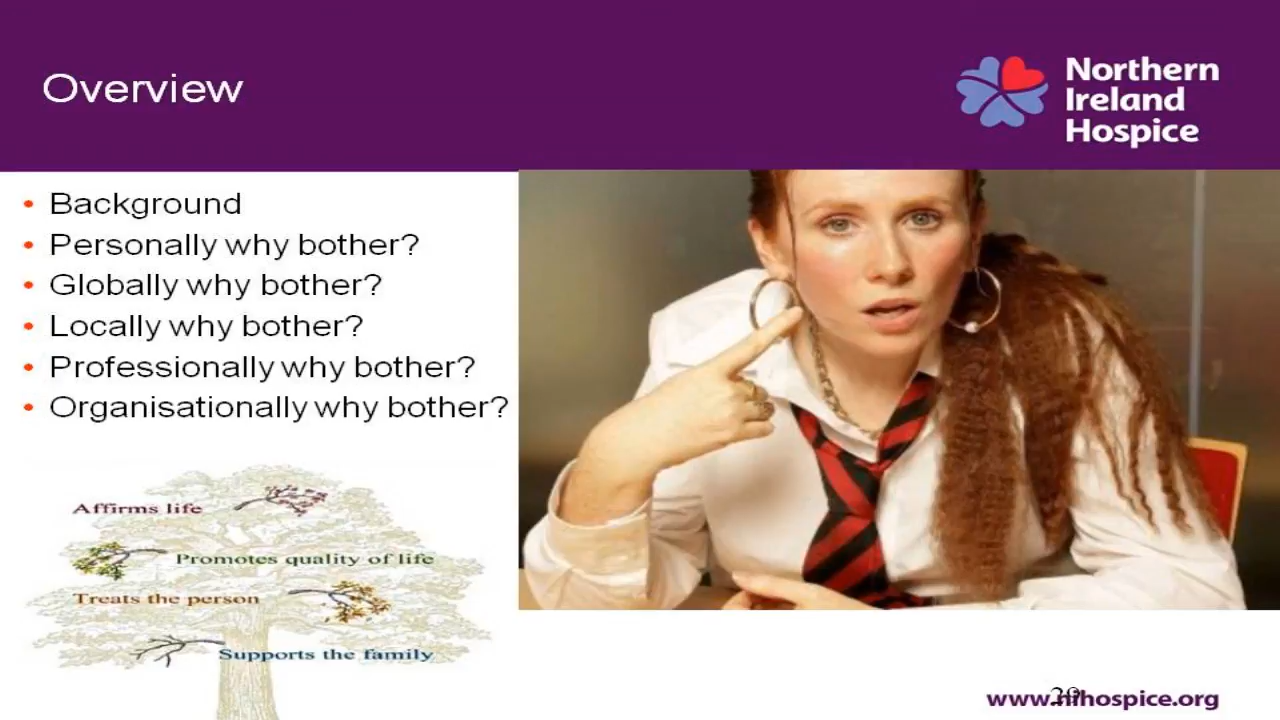 Overview
Northern
Ireland
Hospice
• Background
• Personally why bother?
• Globally why bother?
• Locally why bother?
• Professionally why bother?
• Organisationally why bother?
Affirms life
Promotes quality of life
Treats the person
Supports the family
29
www.nihospice.org